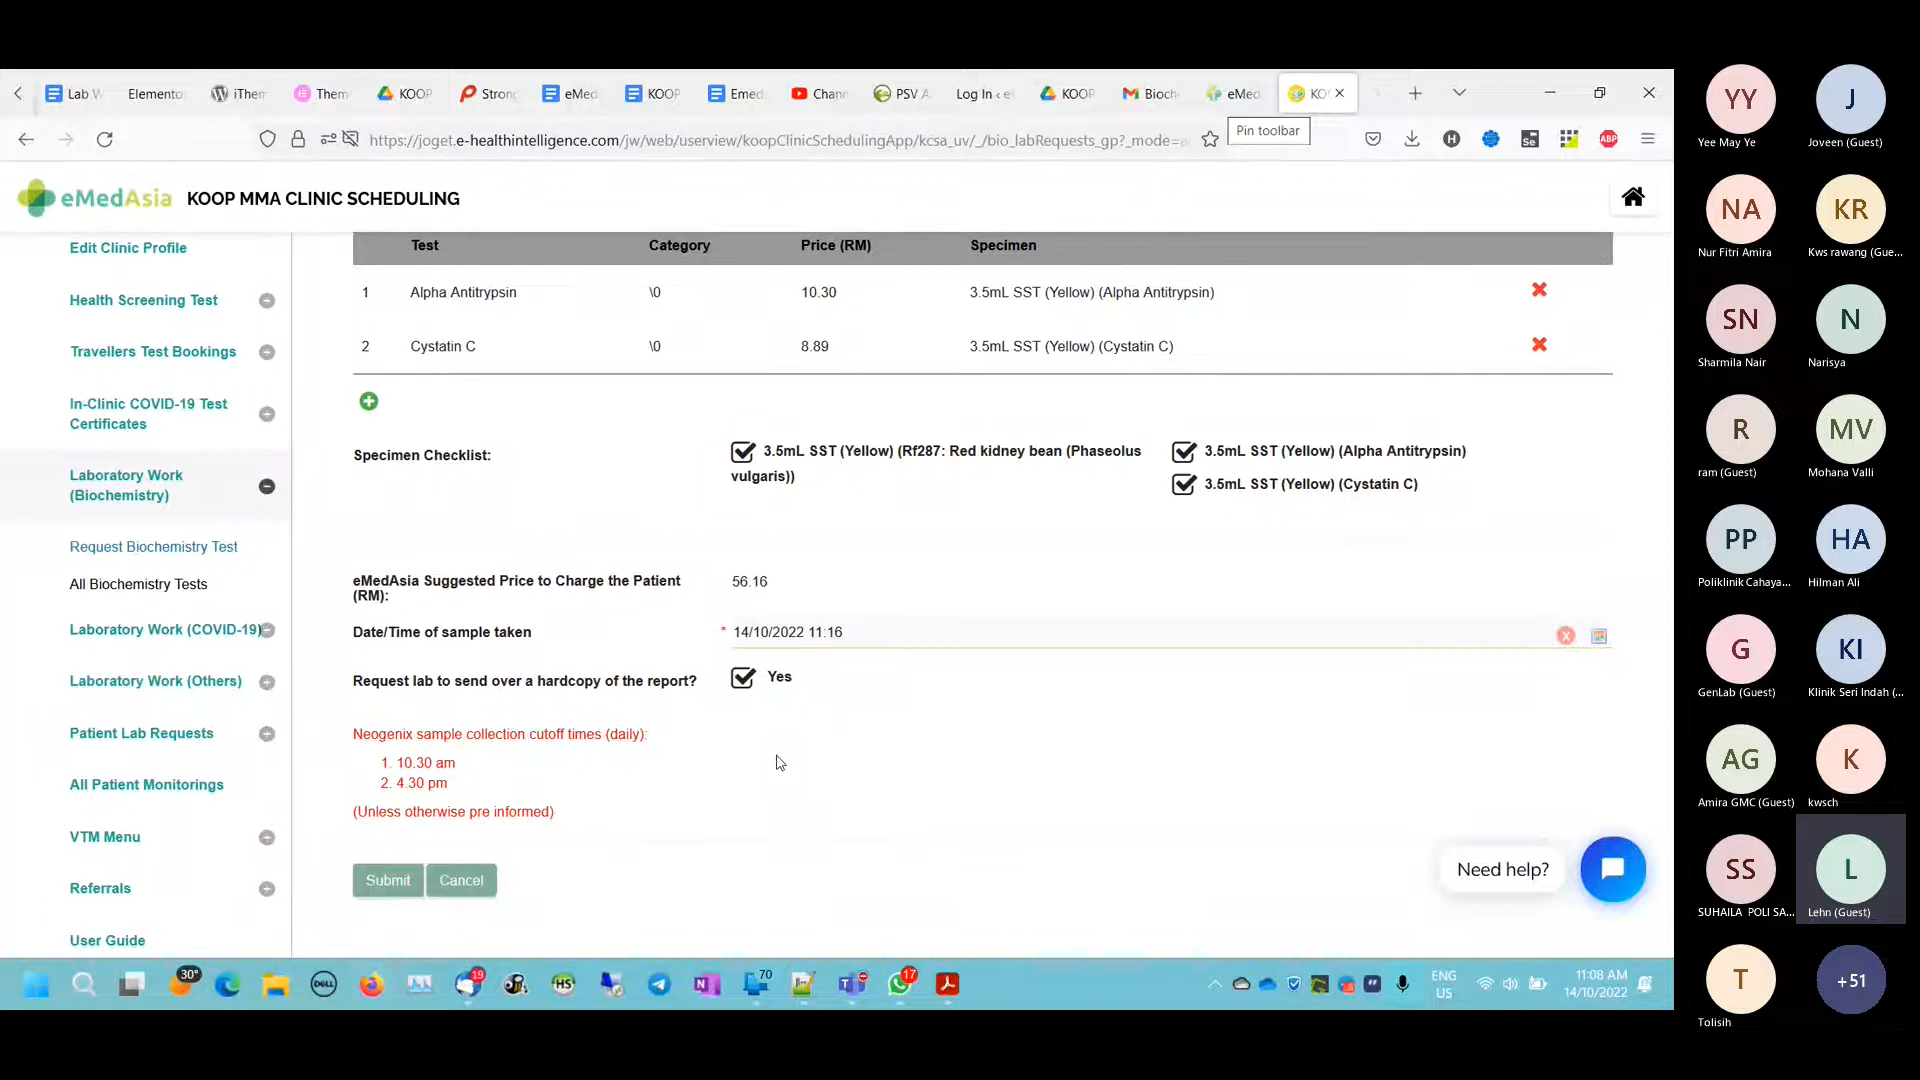 Lab W
Elemento
iThem
Them
KOOP
Strong
eMed
KOOP
Emed
Chan
PSV A
Log In ‹ e
KOOP
Bioch
eMed
KO
Pin toolbar
https://joget.e-healthintelligence.com/jw/web/userview/koopClinicSchedulingApp/kcsa_uv/_/bio_labRequests_gp?_mode=a
eMedAsia
KOOP MMA CLINIC SCHEDULING
Edit Clinic Profile
Health Screening Test
Travellers Test Bookings
In-Clinic COVID-19 Test
Certificates
Laboratory Work
(Biochemistry)
Request Biochemistry Test
All Biochemistry Tests
Laboratory Work (COVID-19)
Laboratory Work (Others)
Patient Lab Requests
All Patient Monitorings
VTM Menu
Referrals
User Guide
Test Category Price (RM) Specimen
1 Alpha Antitrypsin \0 10.30 3.5mL SST (Yellow) (Alpha Antitrypsin)
2 Cystatin C \0 8.89 3.5mL SST (Yellow) (Cystatin C)
Specimen Checklist:
3.5mL SST (Yellow) (Rf287: Red kidney bean (Phaseolus
vulgaris))
3.5mL SST (Yellow) (Alpha Antitrypsin)
3.5mL SST (Yellow) (Cystatin C)
eMedAsia Suggested Price to Charge the Patient
(RM):
56.16
Date/Time of sample taken * 14/10/2022 11:16
Request lab to send over a hardcopy of the report? Yes
Neogenix sample collection cutoff times (daily):
1. 10.30 am
2. 4.30 pm
(Unless otherwise pre informed)
Submit Cancel
Need help?
30°
DELL
19
HS
70
17
ENG
US
11:08 AM
14/10/2022
YY
Yee May Ye
J
Joveen (Guest)
NA
Nur Fitri Amira
KR
Kws rawang (Gue...
SN
Sharmila Nair
N
Narisya
R
ram (Guest)
MV
Mohana Valli
PP
Poliklinik Cahaya...
HA
Hilman Ali
G
GenLab (Guest)
KI
Klinik Seri Indah (...
AG
Amira GMC (Guest)
K
kwsch
SS
SUHAILA POLI SA...
L
Lehn (Guest)
T
Tolisih
+51